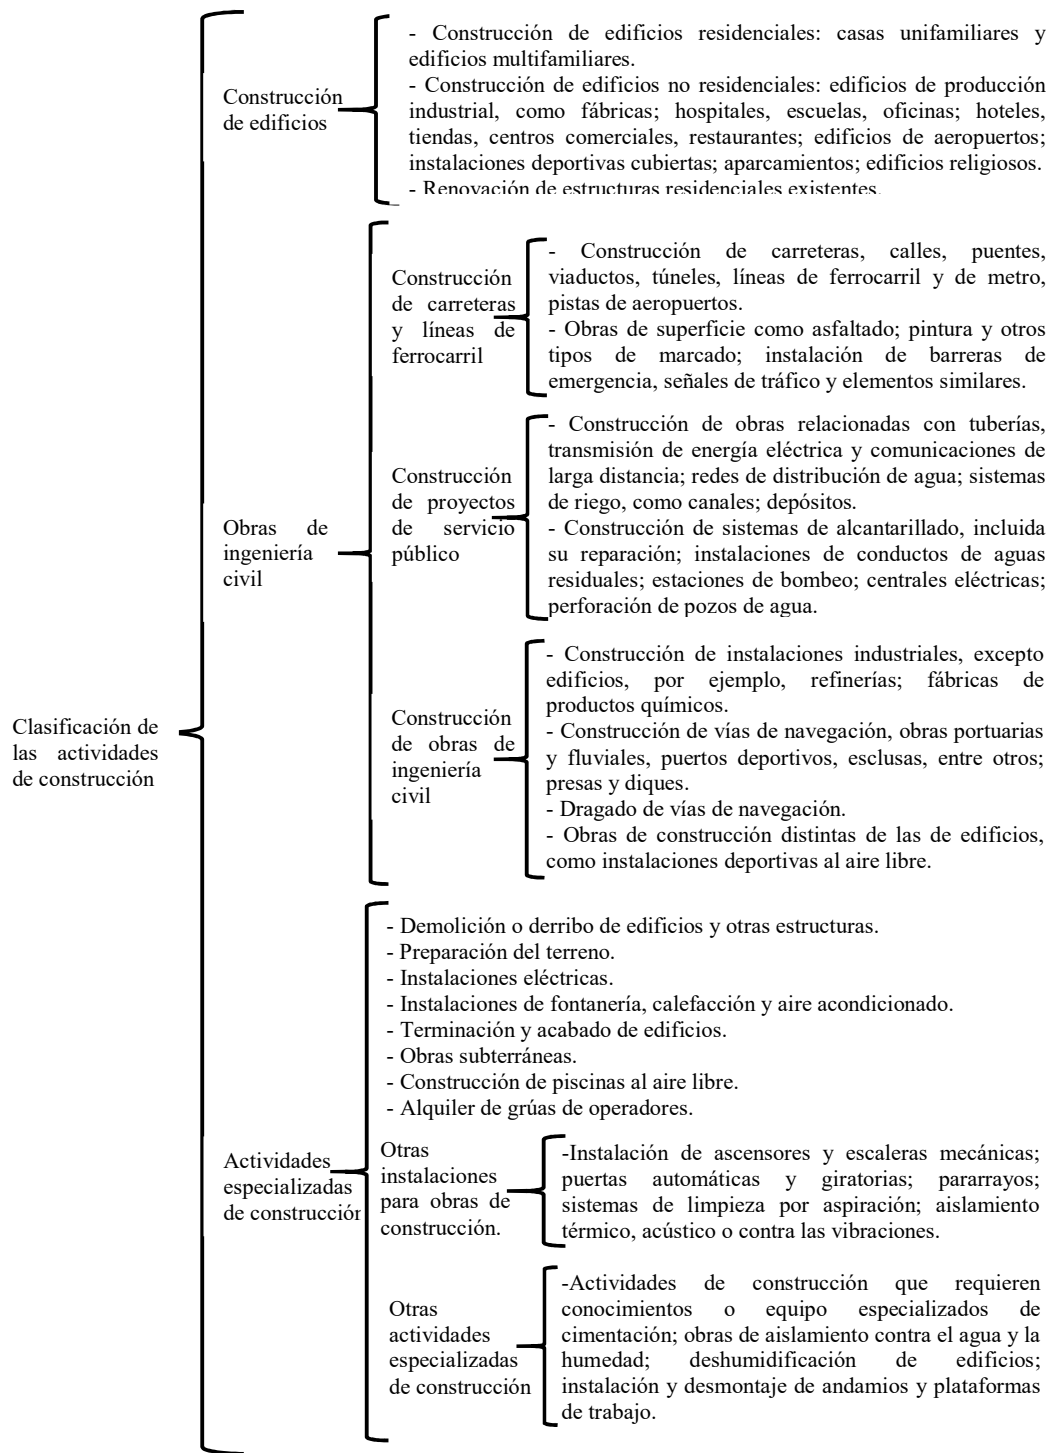 Clasificación de
las actividades
de construcción
Construcción
de edificios
- Construcción de edificios residenciales: casas unifamiliares y
edificios multifamiliares.
- Construcción de edificios no residenciales: edificios de producción
industrial, como fábricas; hospitales, escuelas, oficinas; hoteles,
tiendas, centros comerciales, restaurantes; edificios de aeropuertos;
instalaciones deportivas cubiertas; aparcamientos; edificios religiosos.
- Renovación de estructuras residenciales existentes.
Obras de
ingeniería
civil
Construcción
de carreteras
y líneas de
ferrocarril
- Construcción de carreteras, calles, puentes,
viaductos, túneles, líneas de ferrocarril y de metro,
pistas de aeropuertos.
- Obras de superficie como asfaltado; pintura y otros
tipos de marcado; instalación de barreras de
emergencia, señales de tráfico y elementos similares.
Construcción
de proyectos
de servicio
público
- Construcción de obras relacionadas con tuberías,
transmisión de energía eléctrica y comunicaciones de
larga distancia; redes de distribución de agua; sistemas
de riego, como canales; depósitos.
- Construcción de sistemas de alcantarillado, incluida
su reparación; instalaciones de conductos de aguas
residuales; estaciones de bombeo; centrales eléctricas;
perforación de pozos de agua.
Construcción
de obras de
ingeniería
civil
- Construcción de instalaciones industriales, excepto
edificios, por ejemplo, refinerías; fábricas de
productos químicos.
- Construcción de vías de navegación, obras portuarias
y fluviales, puertos deportivos, esclusas, entre otros;
presas y diques.
- Dragado de vías de navegación.
- Obras de construcción distintas de las de edificios,
como instalaciones deportivas al aire libre.
Actividades
especializadas
de construcción
- Demolición o derribo de edificios y otras estructuras.
- Preparación del terreno.
- Instalaciones eléctricas.
- Instalaciones de fontanería, calefacción y aire acondicionado.
- Terminación y acabado de edificios.
- Obras subterráneas.
- Construcción de piscinas al aire libre.
- Alquiler de grúas de operadores.
Otras
instalaciones
para obras de
construcción.
-Instalación de ascensores y escaleras mecánicas;
puertas automáticas y giratorias; pararrayos;
sistemas de limpieza por aspiración; aislamiento
térmico, acústico o contra las vibraciones.
Otras
actividades
especializadas
de construcción
-Actividades de construcción que requieren
conocimientos o equipo especializados de
cimentación; obras de aislamiento contra el agua y la
humedad; deshumidificación de edificios;
instalación y desmontaje de andamios y plataformas
de trabajo.